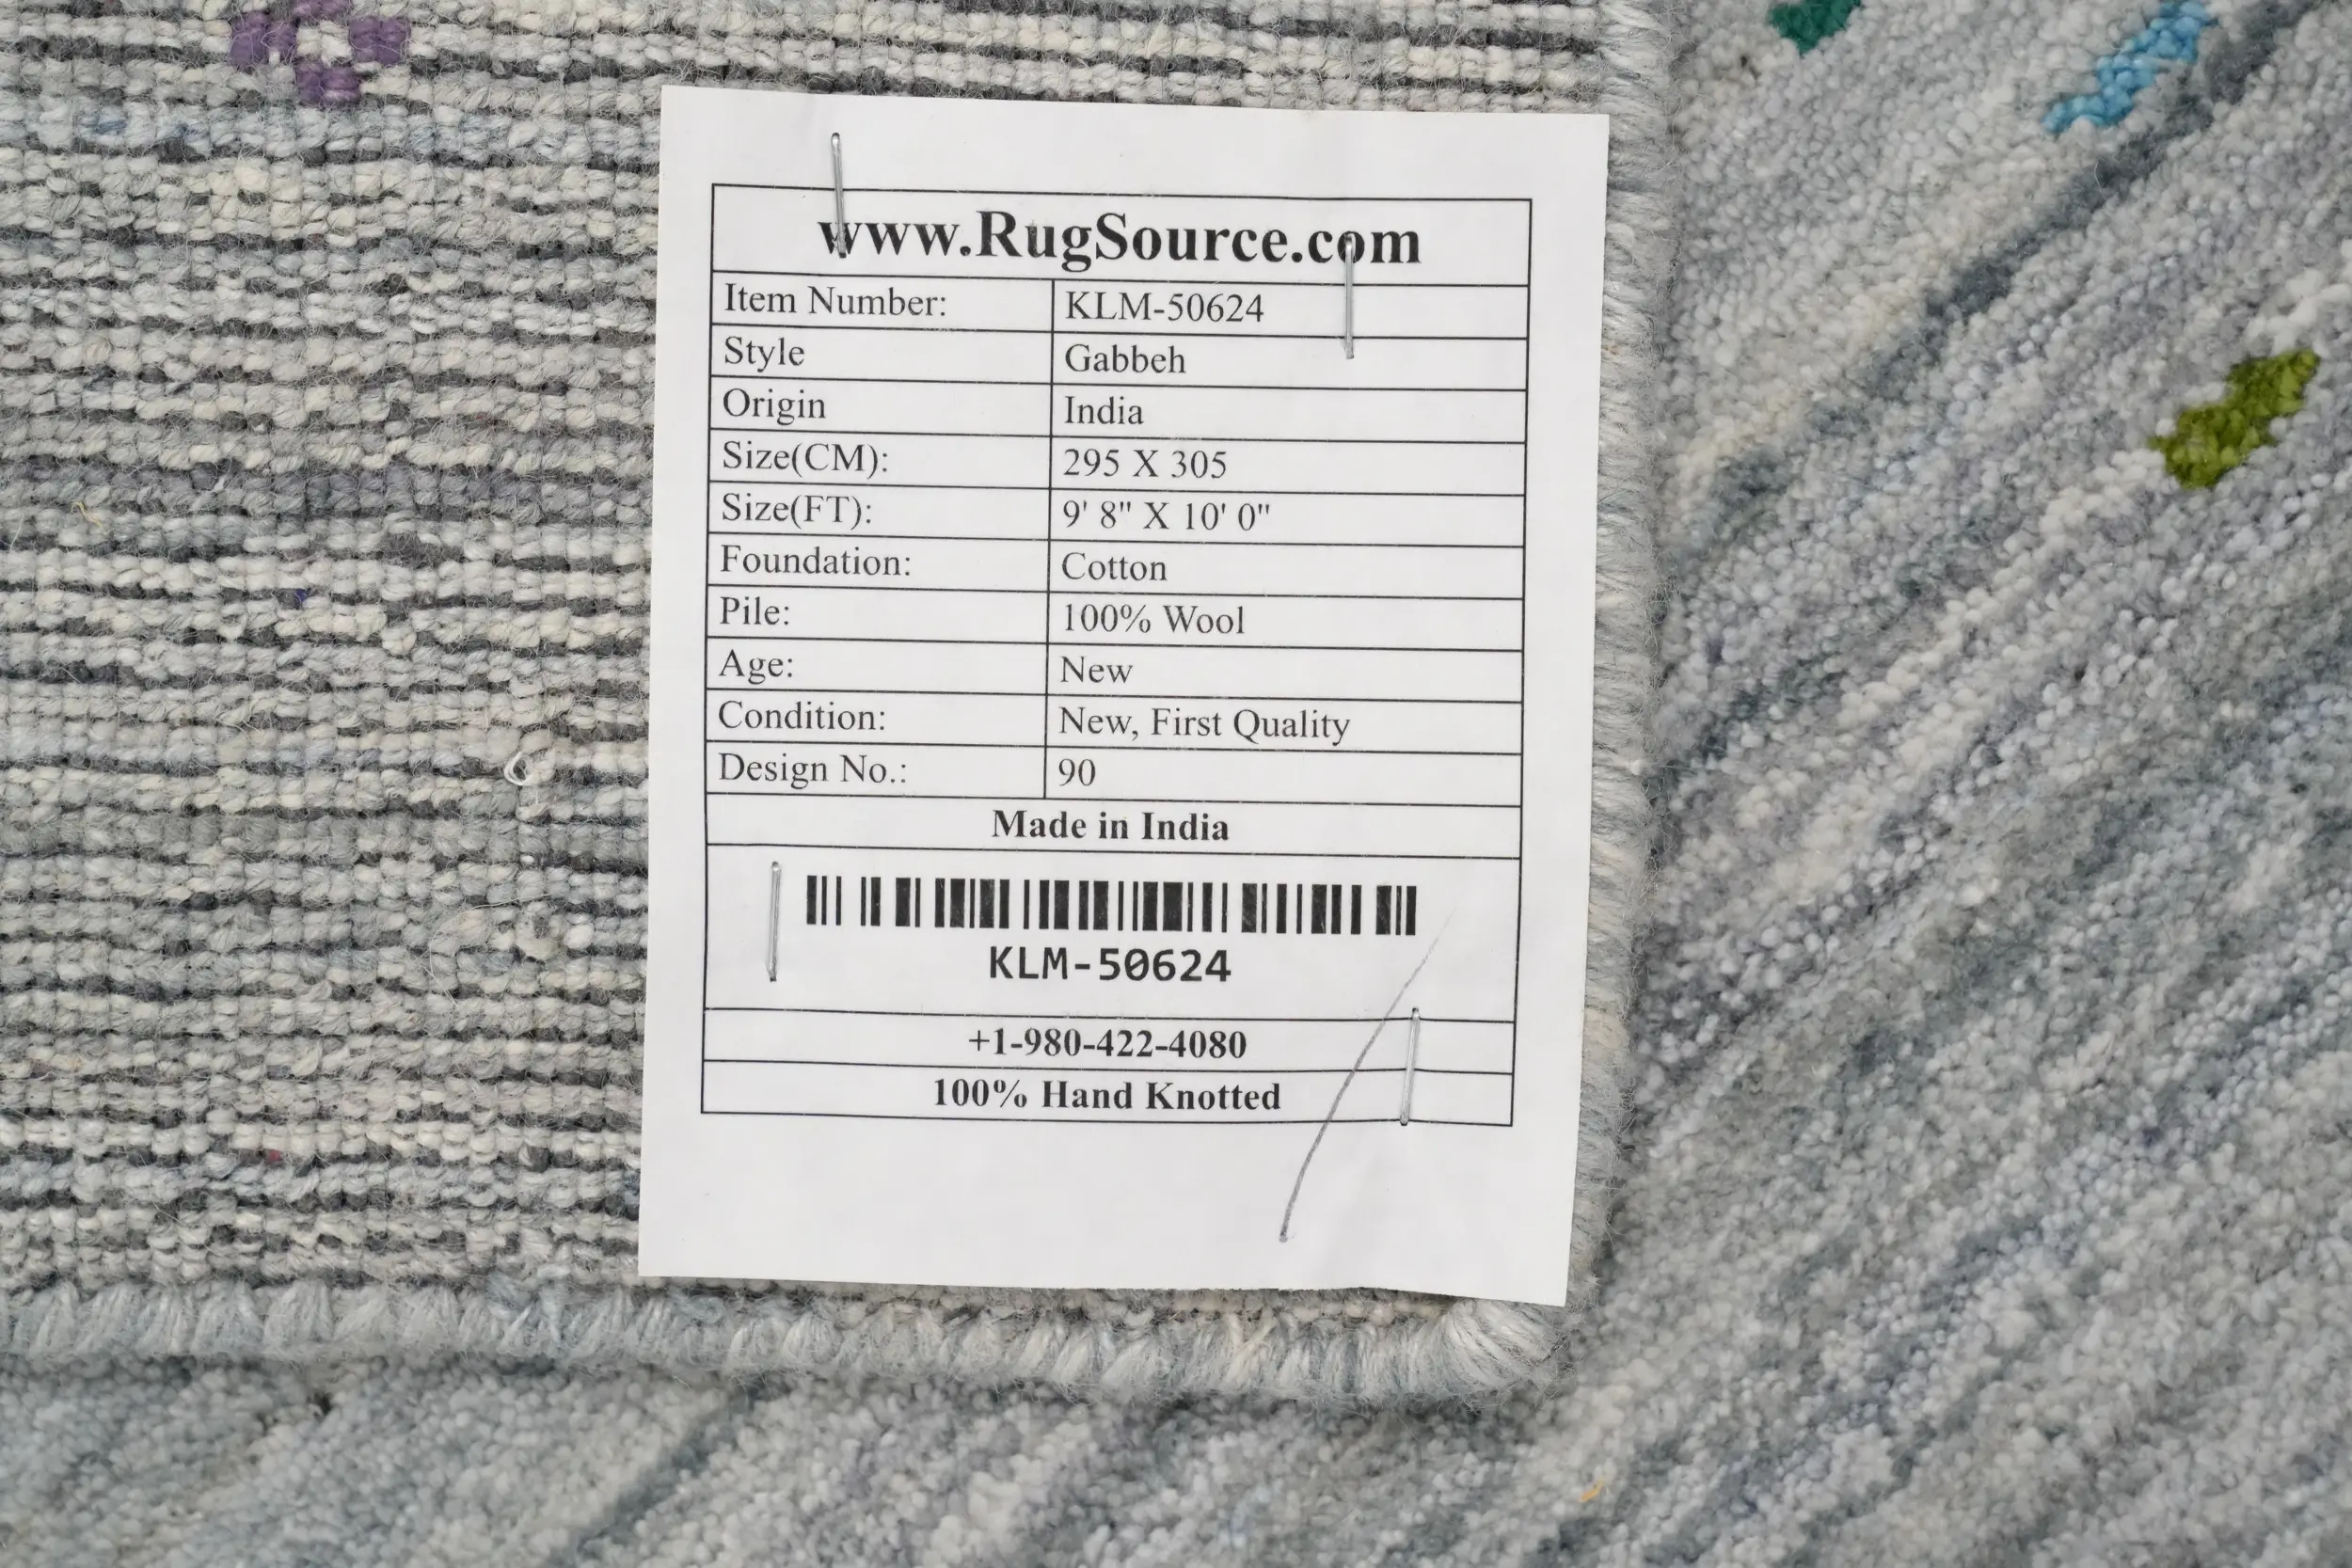 www.RugSource.com
Item Number: KLM-50624
Style Gabbeh
Origin India
Size(CM): 295 X 305
Size(FT): 9' 8" X 10' 0"
Foundation: Cotton
Pile: 100% Wool
Age: New
Condition: New, First Quality
Design No.: 90
Made in India
KLM-50624
+1-980-422-4080
100% Hand Knotted